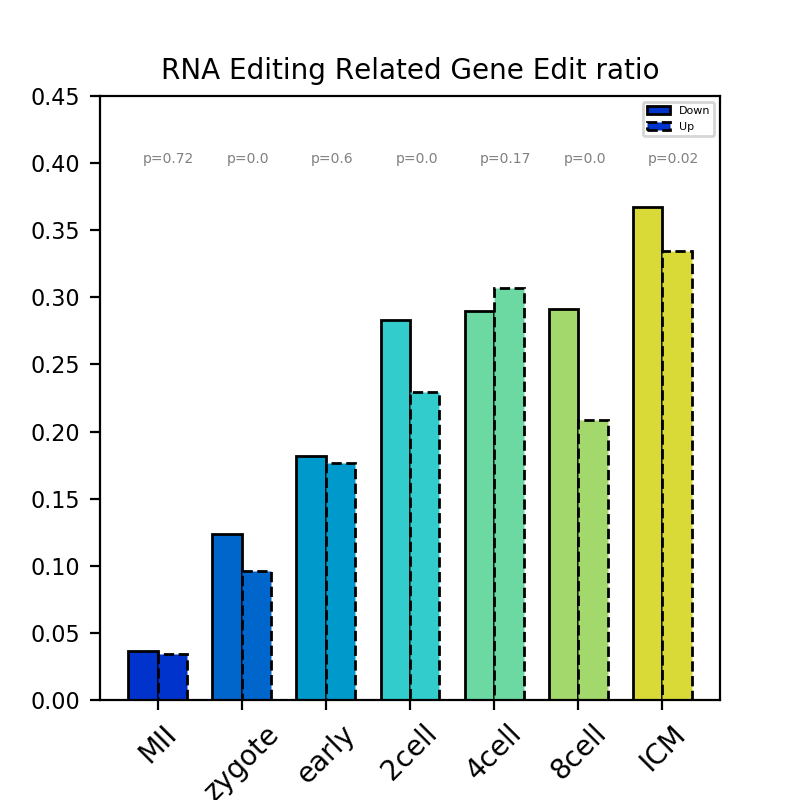 RNA Editing Related Gene Edit ratio
0.45
0.40
0.35
0.30
0.25
0.20
0.15
0.10
0.05
0.00
Down
Up
p=0.72 p=0.0 p=0.6 p=0.0 p=0.17 p=0.0 p=0.02
MII zygote early 2cell 4cell 8cell ICM